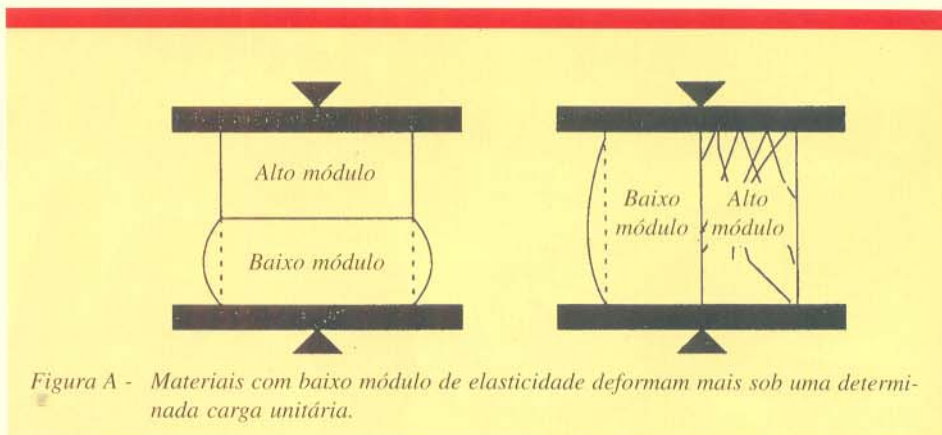 Alto módulo
Baixo módulo
Baixo módulo
Alto módulo
Figura A - Materiais com baixo módulo de elasticidade deformam mais sob uma determi-
nada carga unitária.